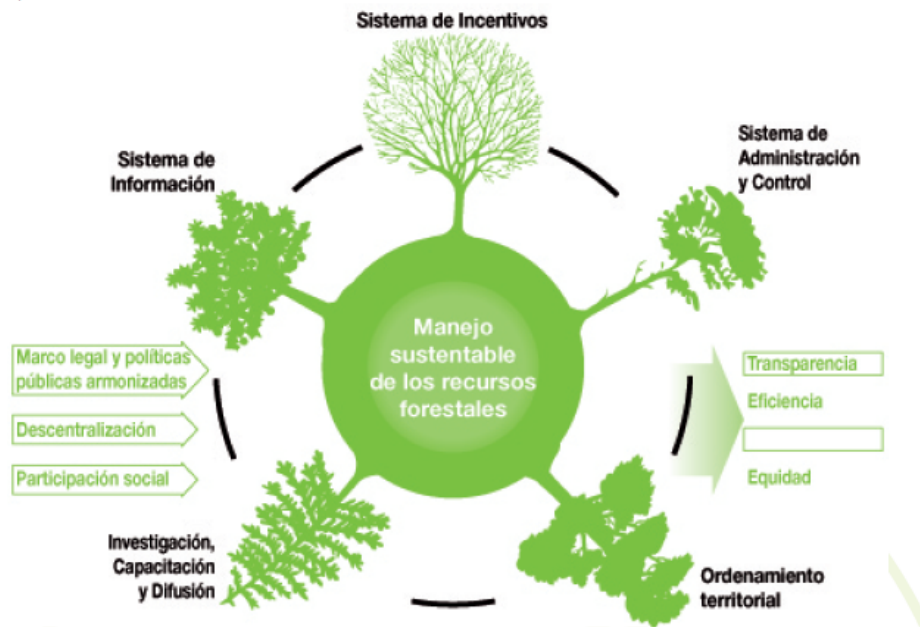 Sistema de Incentivos
Sistema de
Información
Sistema de
Administración
y Control
Manejo
sustentable
de los recursos
forestales
Marco legal y políticas
públicas armonizadas
Descentralización
Participación social
Transparencia
Eficiencia
Equidad
Investigación,
Capacitación
y Difusión
Ordenamiento
territorial